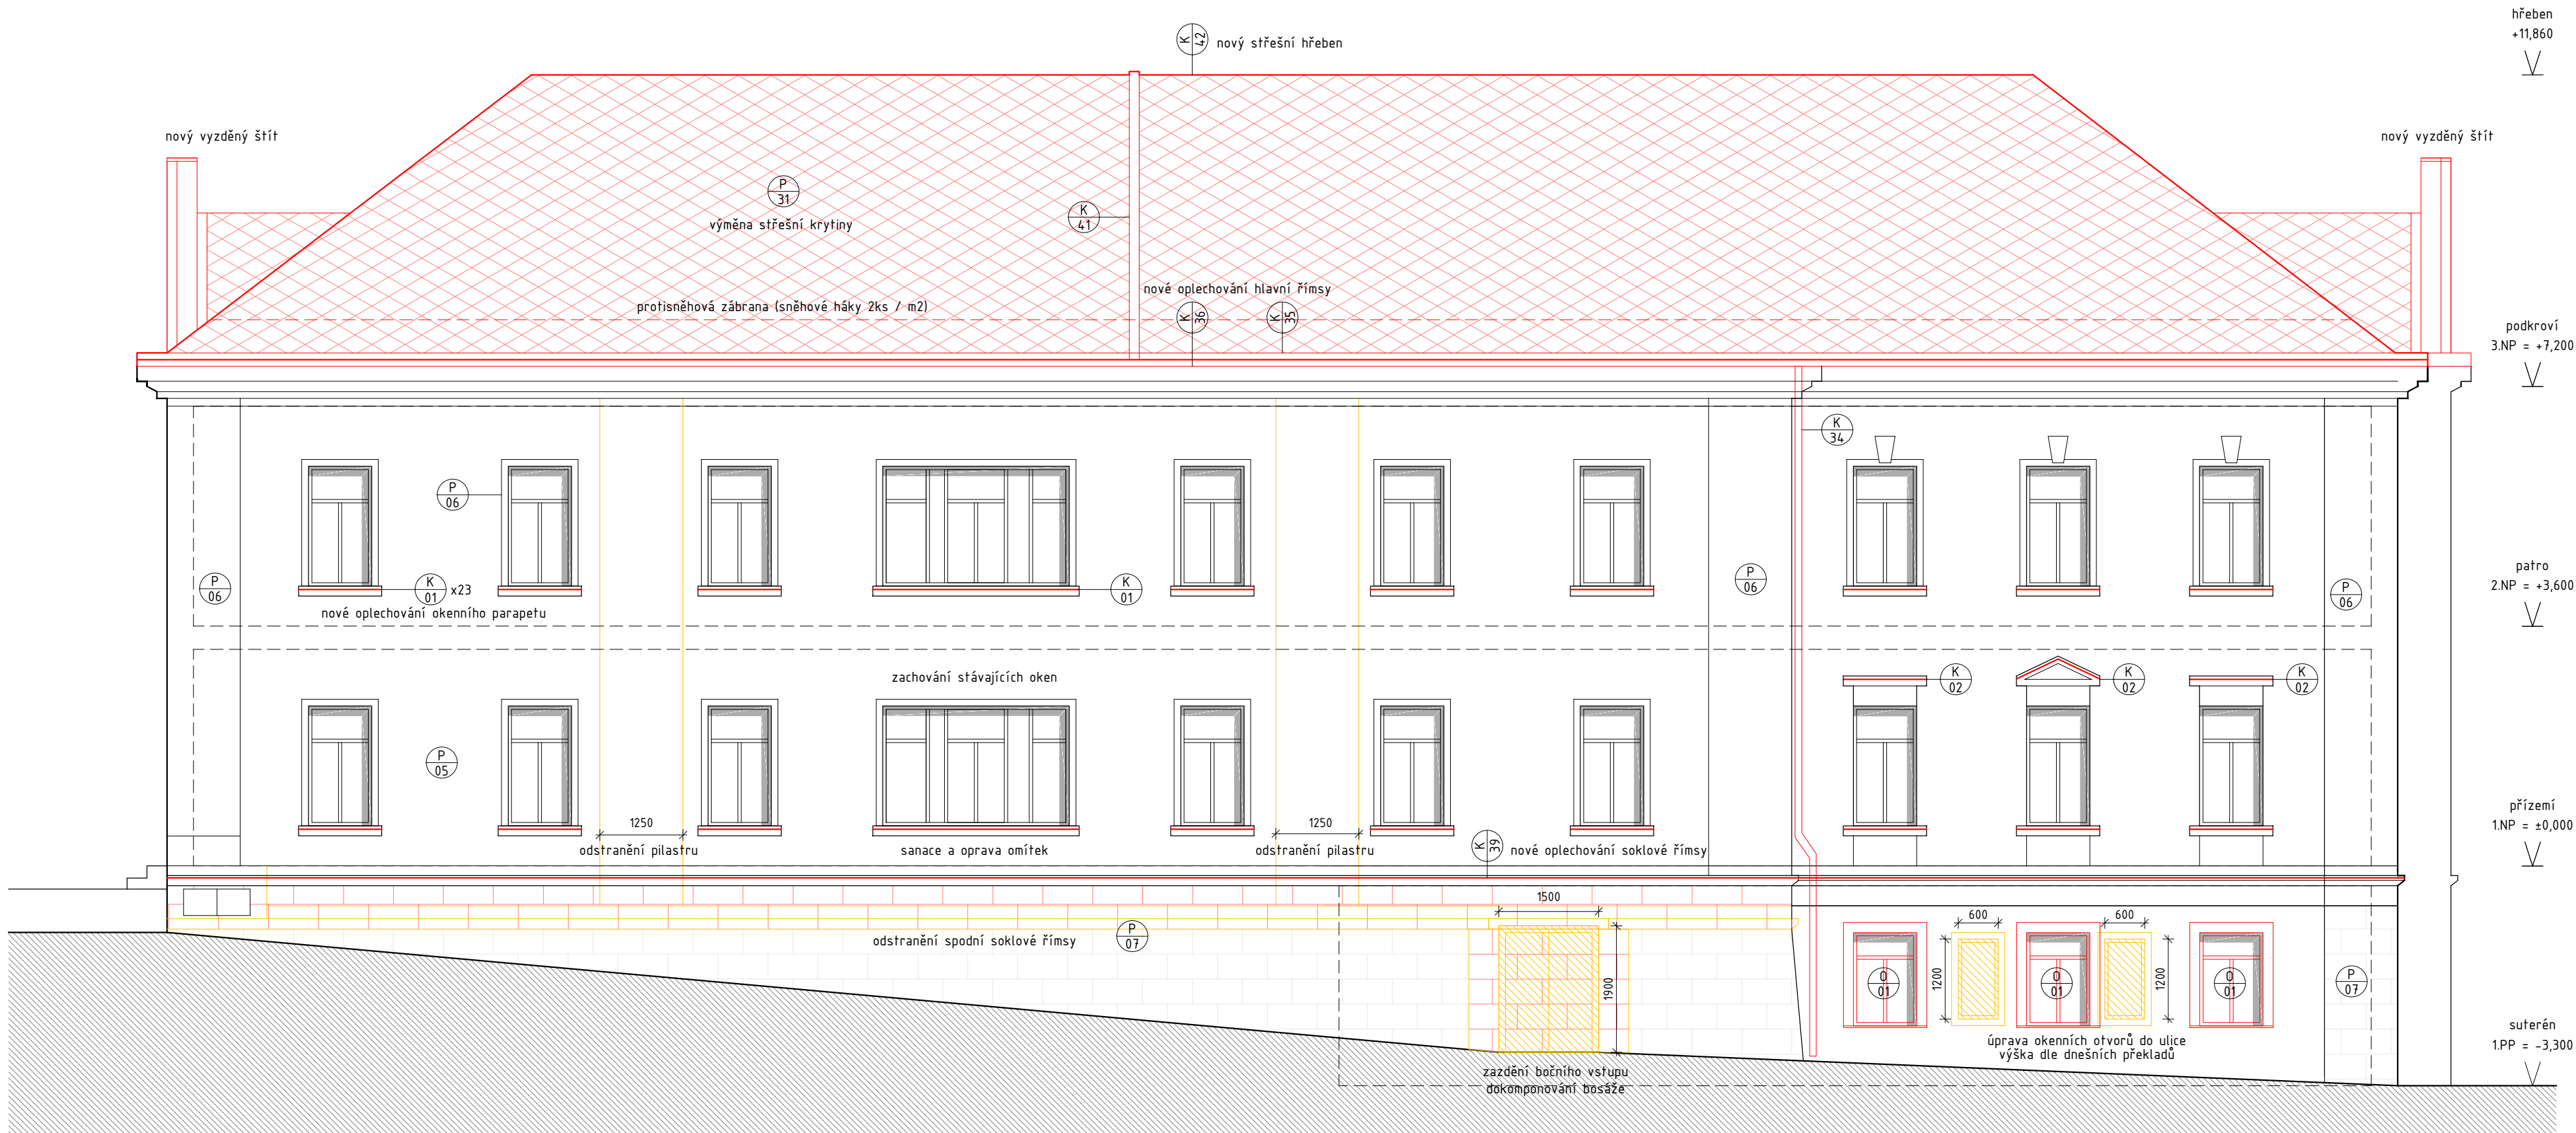 hřeben
+11,860
K
42
nový střešní hřeben
nový vyzděný štít
nový vyzděný štít
P
31
výměna střešní krytiny
K
41
nové oplechování hlavní římsy
protisněhová zábrana (sněhové háky 2ks / m2)
K
36
K
35
podkroví
3.NP = +7,200
K
34
P
06
P
06
K
01
x23
nové oplechování okenního parapetu
K
01
P
06
P
06
patro
2.NP = +3,600
zachování stávajících oken
K
02
K
02
K
02
P
05
1250
odstranění pilastru
sanace a oprava omítek
1250
odstranění pilastru
K
39
nové oplechování soklové římsy
přízemí
1.NP = ±0,000
1500
odstranění spodní soklové římsy
P
07
1900
600
600
1200
1200
O
01
O
01
O
01
P
07
úprava okenních otvorů do ulice
výška dle dnešních překladů
zazdění bočního vstupu
dokomponování bosáže
suterén
1.PP = -3,300